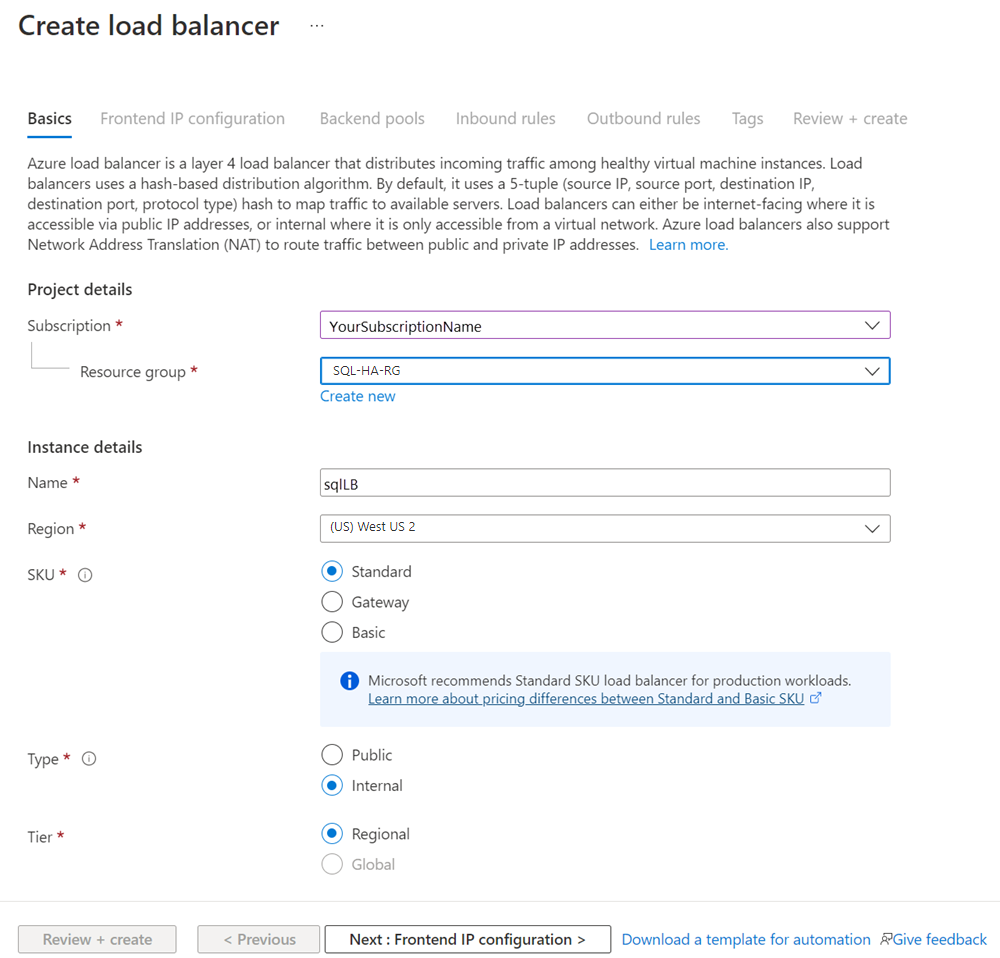 Create load balancer ...
Basics Frontend IP configuration Backend pools Inbound rules Outbound rules Tags Review + create
Azure load balancer is a layer 4 load balancer that distributes incoming traffic among healthy virtual machine instances. Load
balancers uses a hash-based distribution algorithm. By default, it uses a 5-tuple (source IP, source port, destination IP,
destination port, protocol type) hash to map traffic to available servers. Load balancers can either be internet-facing where it is
accessible via public IP addresses, or internal where it is only accessible from a virtual network. Azure load balancers also support
Network Address Translation (NAT) to route traffic between public and private IP addresses. Learn more.
Project details
Subscription * YourSubscriptionName
Resource group * SQL-HA-RG
Create new
Instance details
Name * sqlLB
Region * (US) West US 2
SKU * Standard
Gateway
Basic
Microsoft recommends Standard SKU load balancer for production workloads.
Learn more about pricing differences between Standard and Basic SKU
Type * Public
Internal
Tier * Regional
Global
Review + create < Previous Next : Frontend IP configuration > Download a template for automation Give feedback